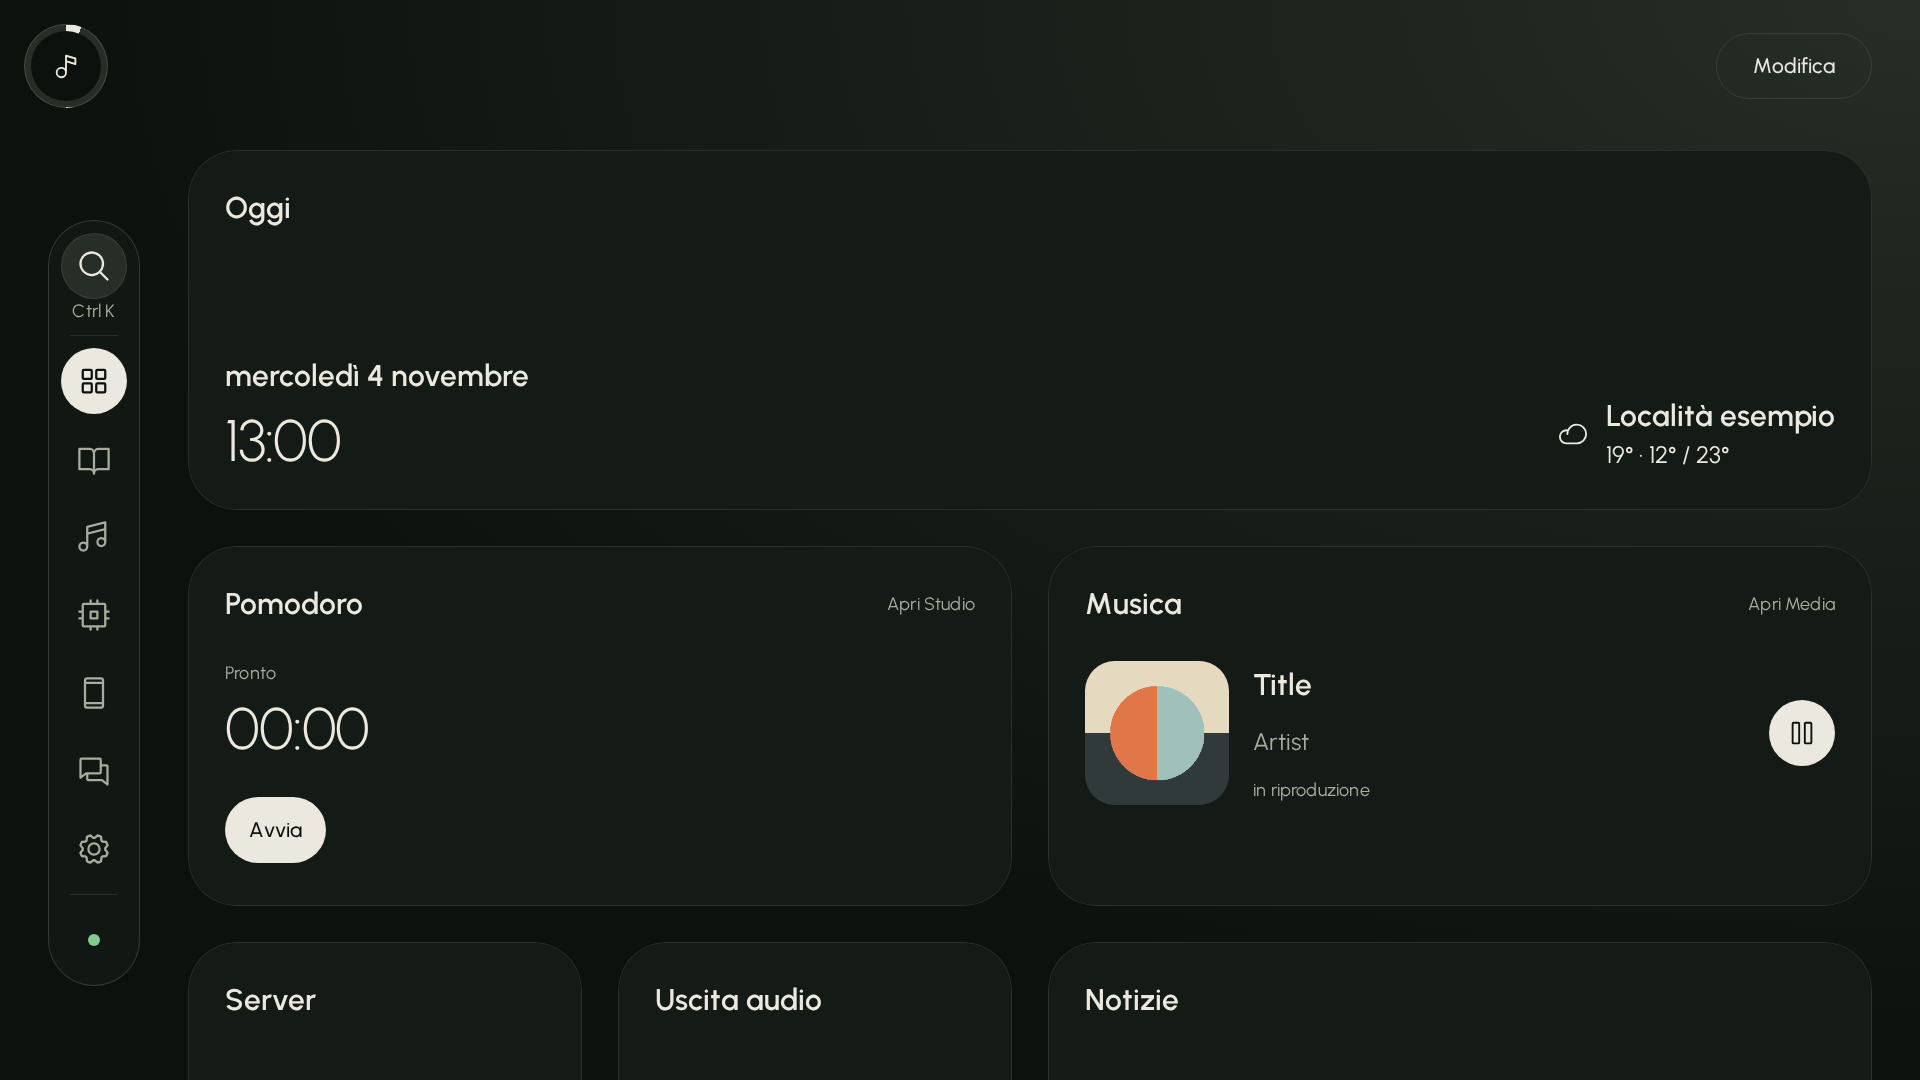 Modifica
Oggi
mercoledì 4 novembre
13:00
Località esempio
19° · 12° / 23°
Ctrl K
Pomodoro
Apri Studio
Pronto
00:00
Avvia
Musica
Apri Media
Title
Artist
in riproduzione
Server
Uscita audio
Notizie